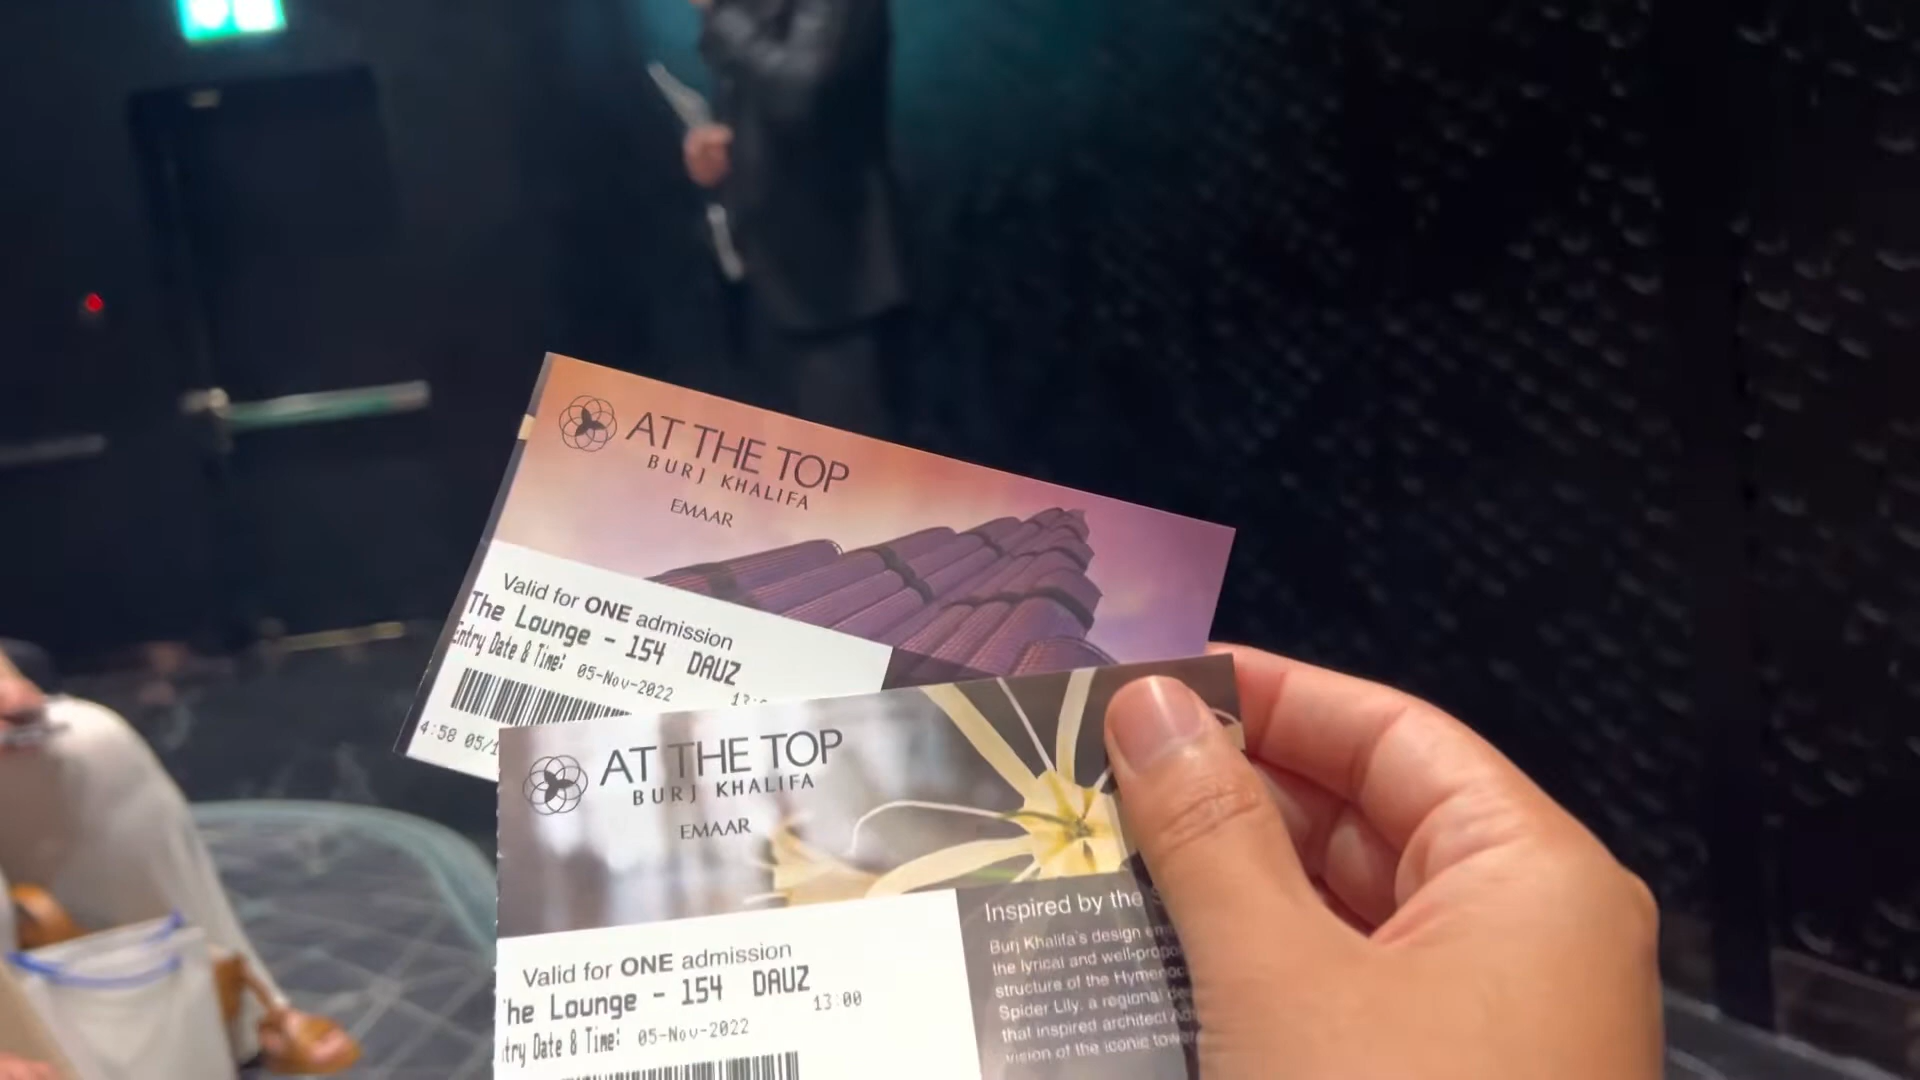 AT THE TOP
BURJ KHALIFA
EMAAR
Valid for ONE admission
The Lounge - 154 DAUZ
Entry Date & Time: 05-Nov-2022
4:58 05/1
AT THE TOP
BURJ KHALIFA
EMAAR
Valid for ONE admission
he Lounge - 154 DAUZ
try Date & Time: 05-Nov-2022 13:00
Inspired by the
Burj Khalifa's design
the lyrical and well-propo
structure of the Hymenoc
Spider Lily, a regional
that inspired architect
vision of the iconic tower